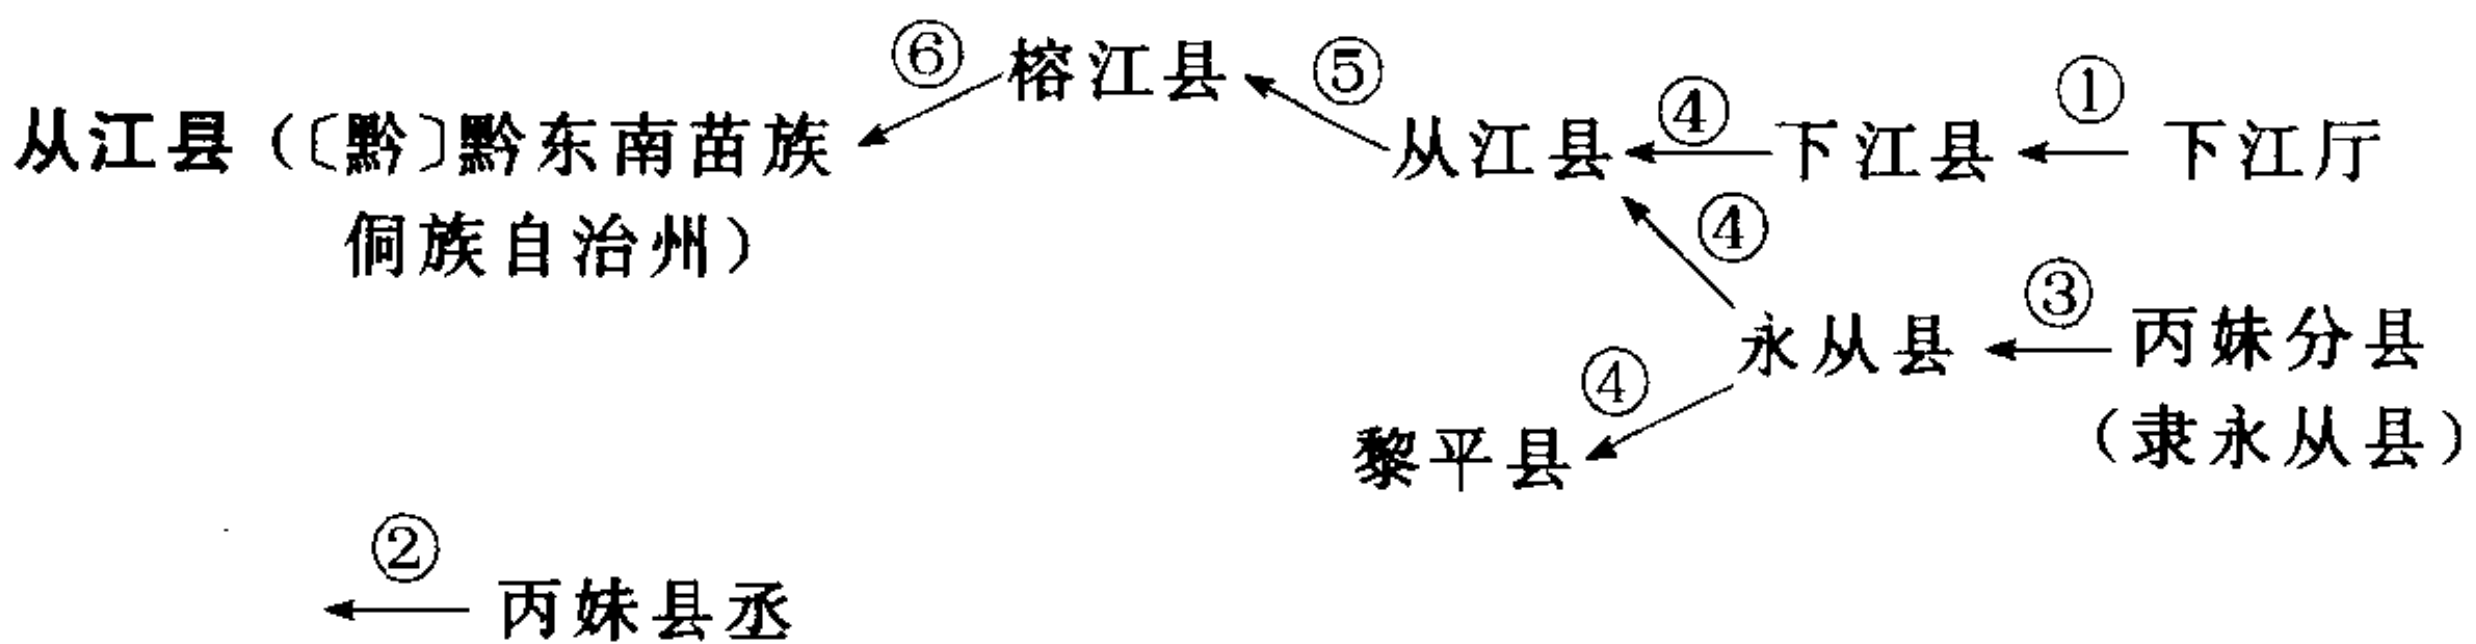 ⑥ 榕江县 ⑤ ④ ①
从江县（〔黔〕黔东南苗族 从江县 下江县 下江厅
侗族自治州） ④
③
永从县 丙妹分县
④
黎平县 （隶永从县）
②
丙妹县丞